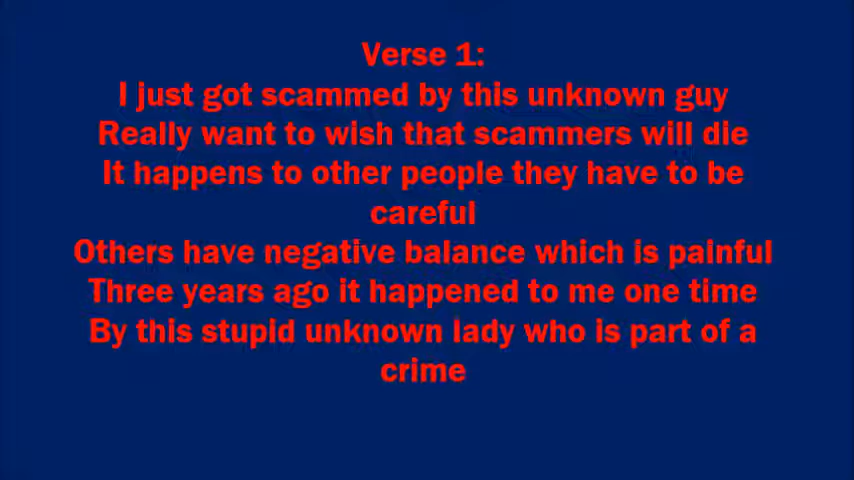 Verse 1:
I just got scammed by this unknown guy
Really want to wish that scammers will die
It happens to other people they have to be
careful
Others have negative balance which is painful
Three years ago it happened to me one time
By this stupid unknown lady who is part of a
crime